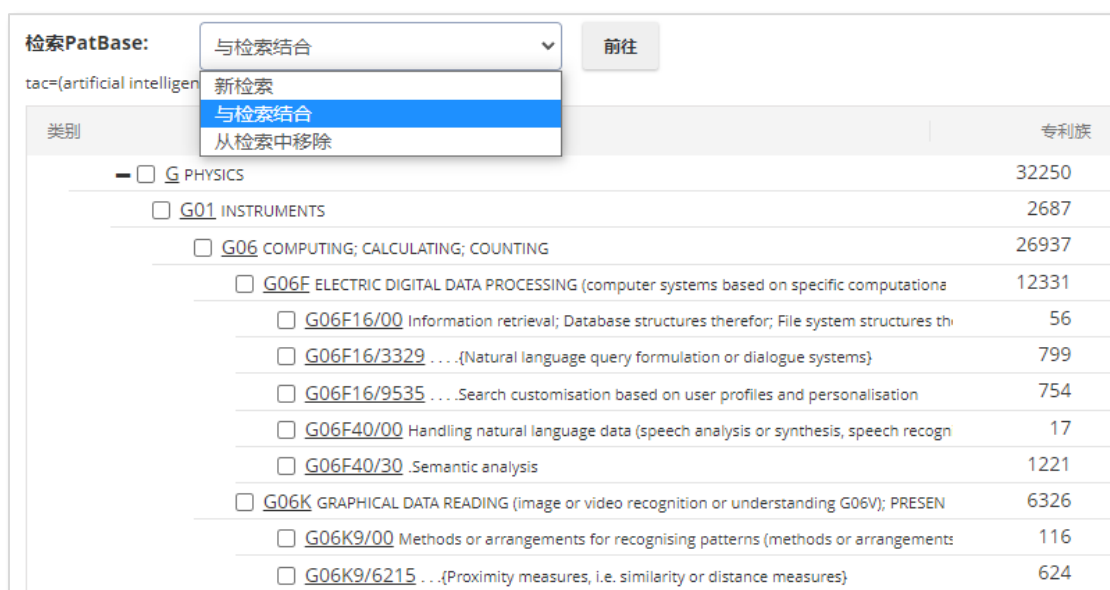 检索PatBase: 与检索结合 前往
tac=(artificial intelligen
新检索
与检索结合
从检索中移除
类别 专利族
G PHYSICS 32250
G01 INSTRUMENTS 2687
G06 COMPUTING; CALCULATING; COUNTING 26937
G06F ELECTRIC DIGITAL DATA PROCESSING (computer systems based on specific computationa 12331
G06F16/00 Information retrieval; Database structures therefor; File system structures the 56
G06F16/3329 . . . .{Natural language query formulation or dialogue systems} 799
G06F16/9535 . . . .Search customisation based on user profiles and personalisation 754
G06F40/00 Handling natural language data (speech analysis or synthesis, speech recogn 17
G06F40/30 .Semantic analysis 1221
G06K GRAPHICAL DATA READING (image or video recognition or understanding G06V); PRESEN 6326
G06K9/00 Methods or arrangements for recognising patterns (methods or arrangements 116
G06K9/6215 . . .{Proximity measures, i.e. similarity or distance measures} 624